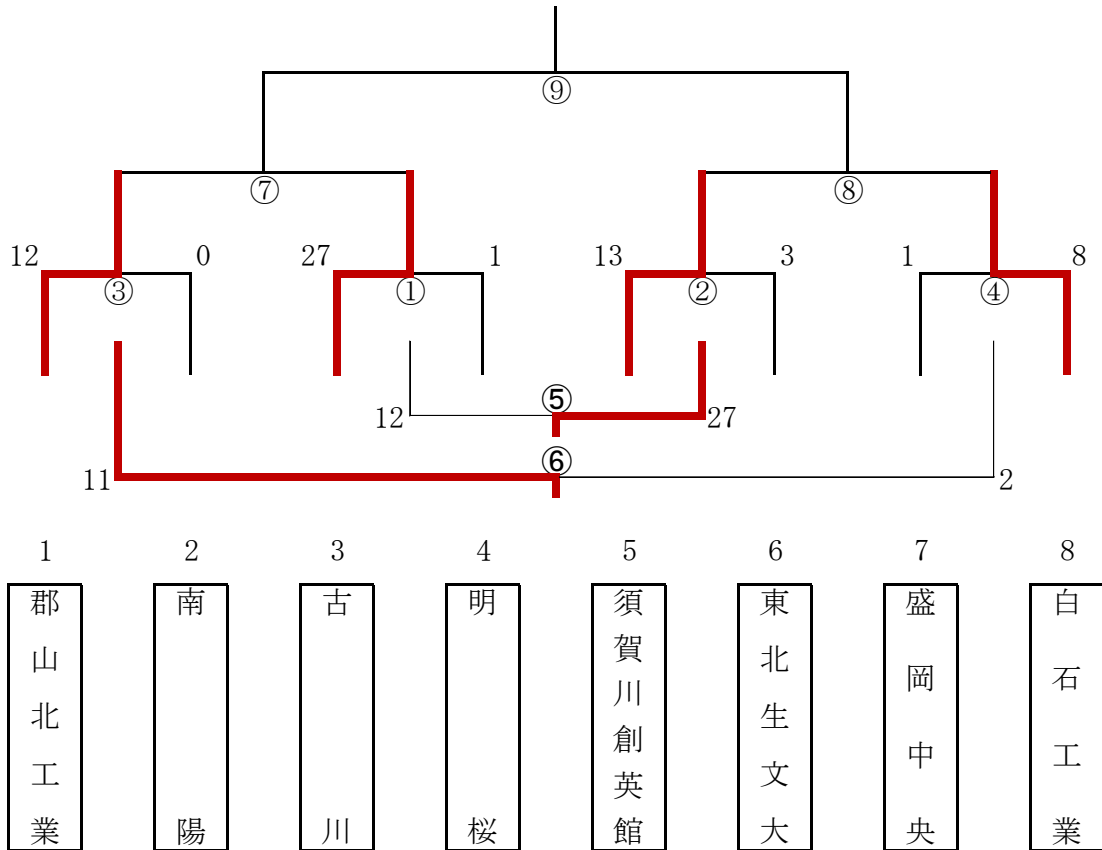 ⑨
⑦ ⑧
12 0 27 1 13 3 1 8
③ ① ② ④
⑤
12 27
⑥
11 2
1 2 3 4 5 6 7 8
郡山北工業
南陽
古川
明桜
須賀川創英館
東北生文大
盛岡中央
白石工業